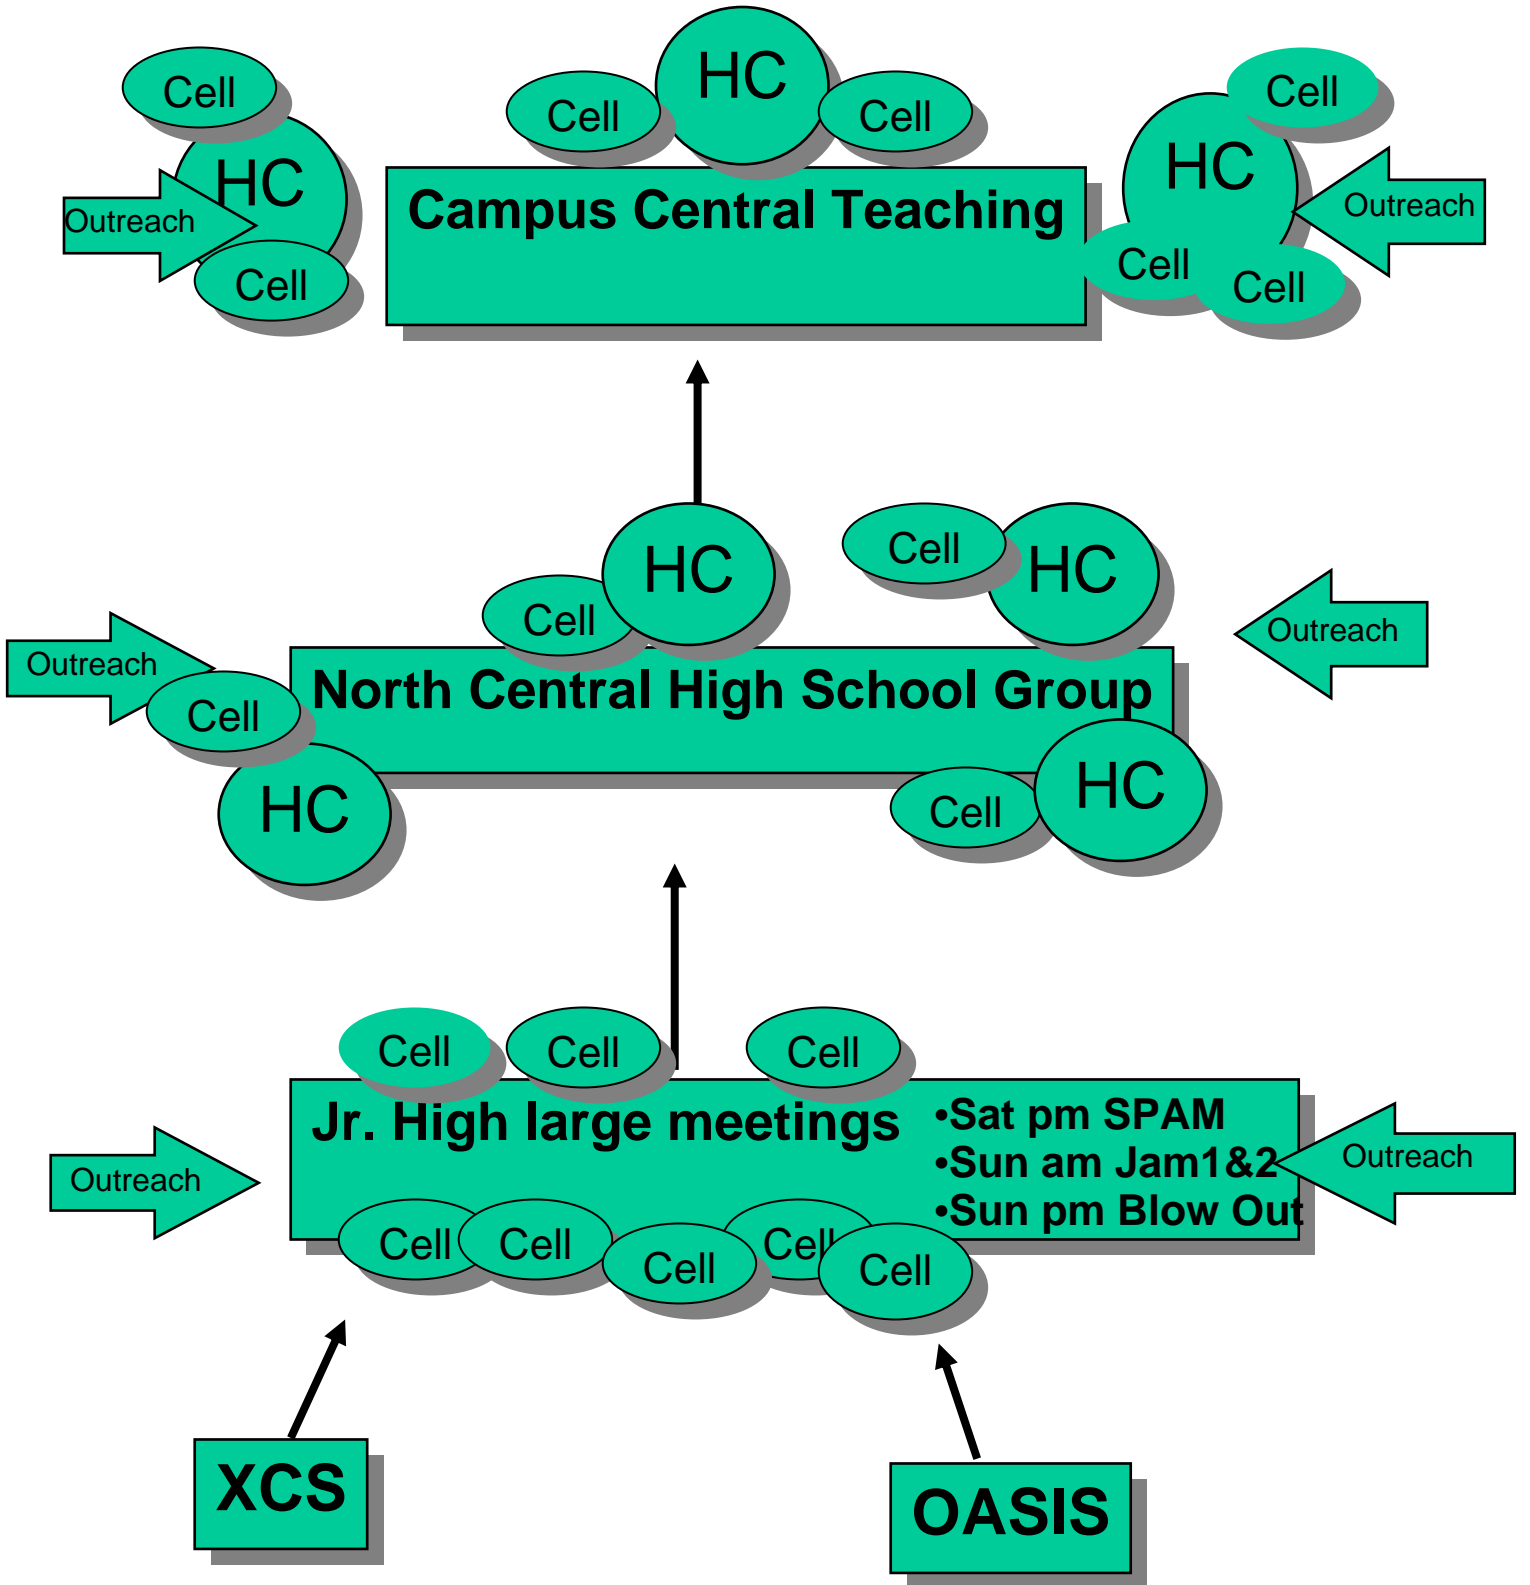 HC
Cell
Cell
Cell
Cell
Cell
HC
HC
Campus Central Teaching
Outreach
Outreach
Cell
Cell
Cell
HC
Cell
HC
Cell
Outreach
Outreach
North Central High School Group
Cell
HC
HC
Cell
Cell
Cell
Cell
Jr. High large meetings
•Sat pm SPAM
•Sun am Jam1&2
•Sun pm Blow Out
Outreach
Outreach
Cell
Cell
Cell
Cell
Cell
XCS
OASIS